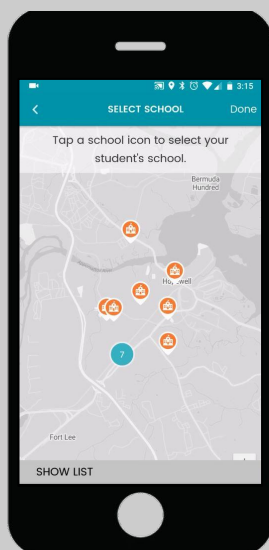 3:15
SELECT SCHOOL
Done
Tap a school icon to select your
student's school.
Bermuda
Hundred
7
Fort Lee
SHOW LIST